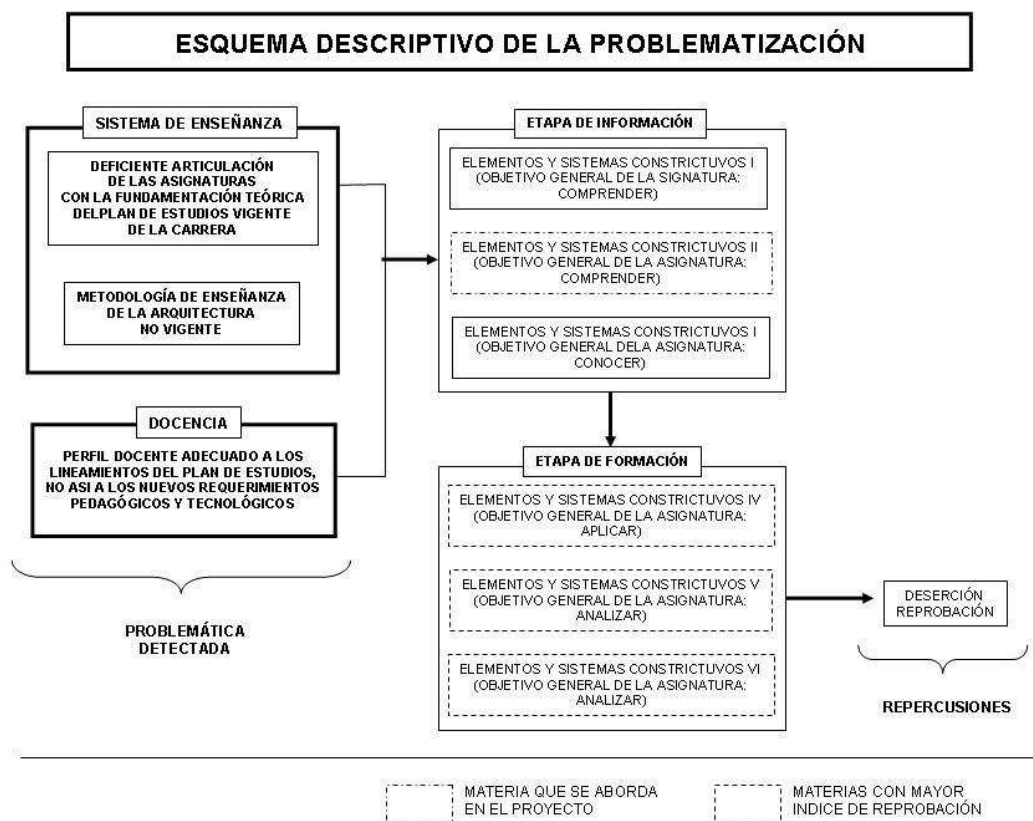 ESQUEMA DESCRIPTIVO DE LA PROBLEMATIZACIÓN
SISTEMA DE ENSEÑANZA
DEFICIENTE ARTICULACIÓN
DE LAS ASIGNATURAS
CON LA FUNDAMENTACIÓN TEÓRICA
DELPLAN DE ESTUDIOS VIGENTE
DE LA CARRERA
METODOLOGÍA DE ENSEÑANZA
DE LA ARQUITECTURA
NO VIGENTE
DOCENCIA
PERFIL DOCENTE ADECUADO A LOS
LINEAMIENTOS DEL PLAN DE ESTUDIOS,
NO ASI A LOS NUEVOS REQUERIMIENTOS
PEDAGÓGICOS Y TECNOLÓGICOS
PROBLEMÁTICA
DETECTADA
ETAPA DE INFORMACIÓN
ELEMENTOS Y SISTEMAS CONSTRICTUVOS I
(OBJETIVO GENERAL DE LA SIGNATURA:
COMPRENDER)
ELEMENTOS Y SISTEMAS CONSTRICTUVOS II
(OBJETIVO GENERAL DE LA ASIGNATURA:
COMPRENDER)
ELEMENTOS Y SISTEMAS CONSTRICTUVOS I
(OBJETIVO GENERAL DELA ASIGNATURA:
CONOCER)
ETAPA DE FORMACIÓN
ELEMENTOS Y SISTEMAS CONSTRICTUVOS IV
(OBJETIVO GENERAL DE LA ASIGNATURA:
APLICAR)
ELEMENTOS Y SISTEMAS CONSTRICTUVOS V
(OBJETIVO GENERAL DE LA ASIGNATURA:
ANALIZAR)
ELEMENTOS Y SISTEMAS CONSTRICTUVOS VI
(OBJETIVO GENERAL DE LA ASIGNATURA:
ANALIZAR)
DESERCIÓN
REPROBACIÓN
REPERCUSIONES
MATERIA QUE SE ABORDA
EN EL PROYECTO
MATERIAS CON MAYOR
INDICE DE REPROBACIÓN